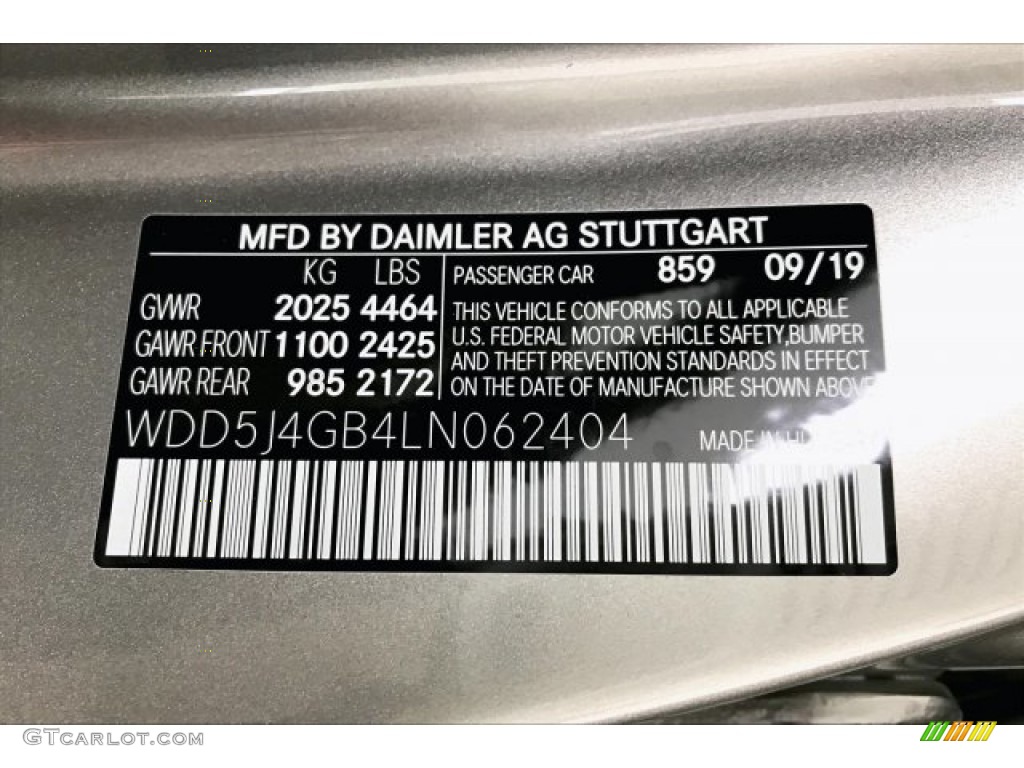 MFD BY DAIMLER AG STUTTGART
KG LBS
GVWR 2025 4464
GAWR FRONT 1100 2425
GAWR REAR 985 2172
PASSENGER CAR 859 09/19
THIS VEHICLE CONFORMS TO ALL APPLICABLE
U.S. FEDERAL MOTOR VEHICLE SAFETY,BUMPER
AND THEFT PREVENTION STANDARDS IN EFFECT
ON THE DATE OF MANUFACTURE SHOWN ABOVE
WDD5J4GB4LN062404
MADE IN
GTCarlot.com